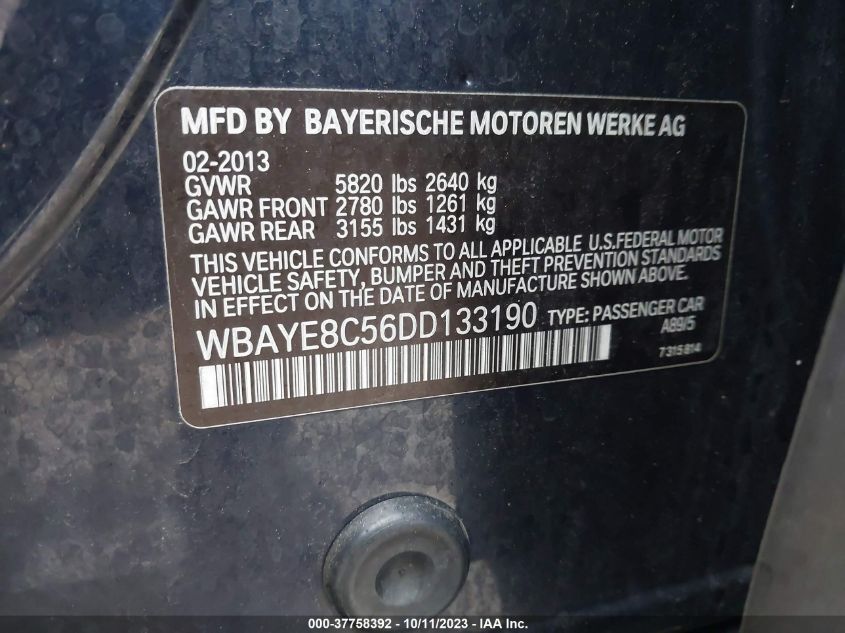 MFD BY BAYERISCHE MOTOREN WERKE AG
02-2013
GVWR 5820 lbs 2640 kg
GAWR FRONT 2780 lbs 1261 kg
GAWR REAR 3155 lbs 1431 kg
THIS VEHICLE CONFORMS TO ALL APPLICABLE U.S.FEDERAL MOTOR
VEHICLE SAFETY, BUMPER AND THEFT PREVENTION STANDARDS
IN EFFECT ON THE DATE OF MANUFACTURE SHOWN ABOVE.
WBAYE8C56DD133190 TYPE: PASSENGER CAR
A89/5
7315814
000-37758392 - 10/11/2023 - IAA Inc.